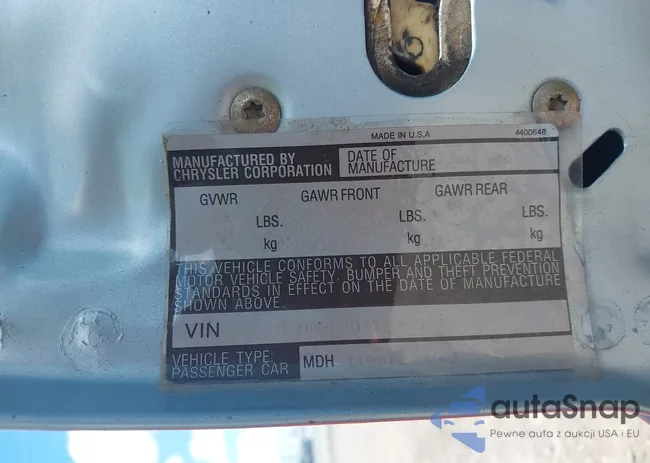 MADE IN U.S.A 4400648
MANUFACTURED BY CHRYSLER CORPORATION
DATE OF MANUFACTURE
GVWR GAWR FRONT GAWR REAR
LBS. LBS. LBS.
kg kg kg
THIS VEHICLE CONFORMS TO ALL APPLICABLE FEDERAL
MOTOR VEHICLE SAFETY, BUMPER AND THEFT PREVENTION
STANDARDS IN EFFECT ON THE DATE OF MANUFACTURE
SHOWN ABOVE.
VIN
VEHICLE TYPE:
PASSENGER CAR
MDH
autoSnap
Pewne auta z aukcji USA i EU